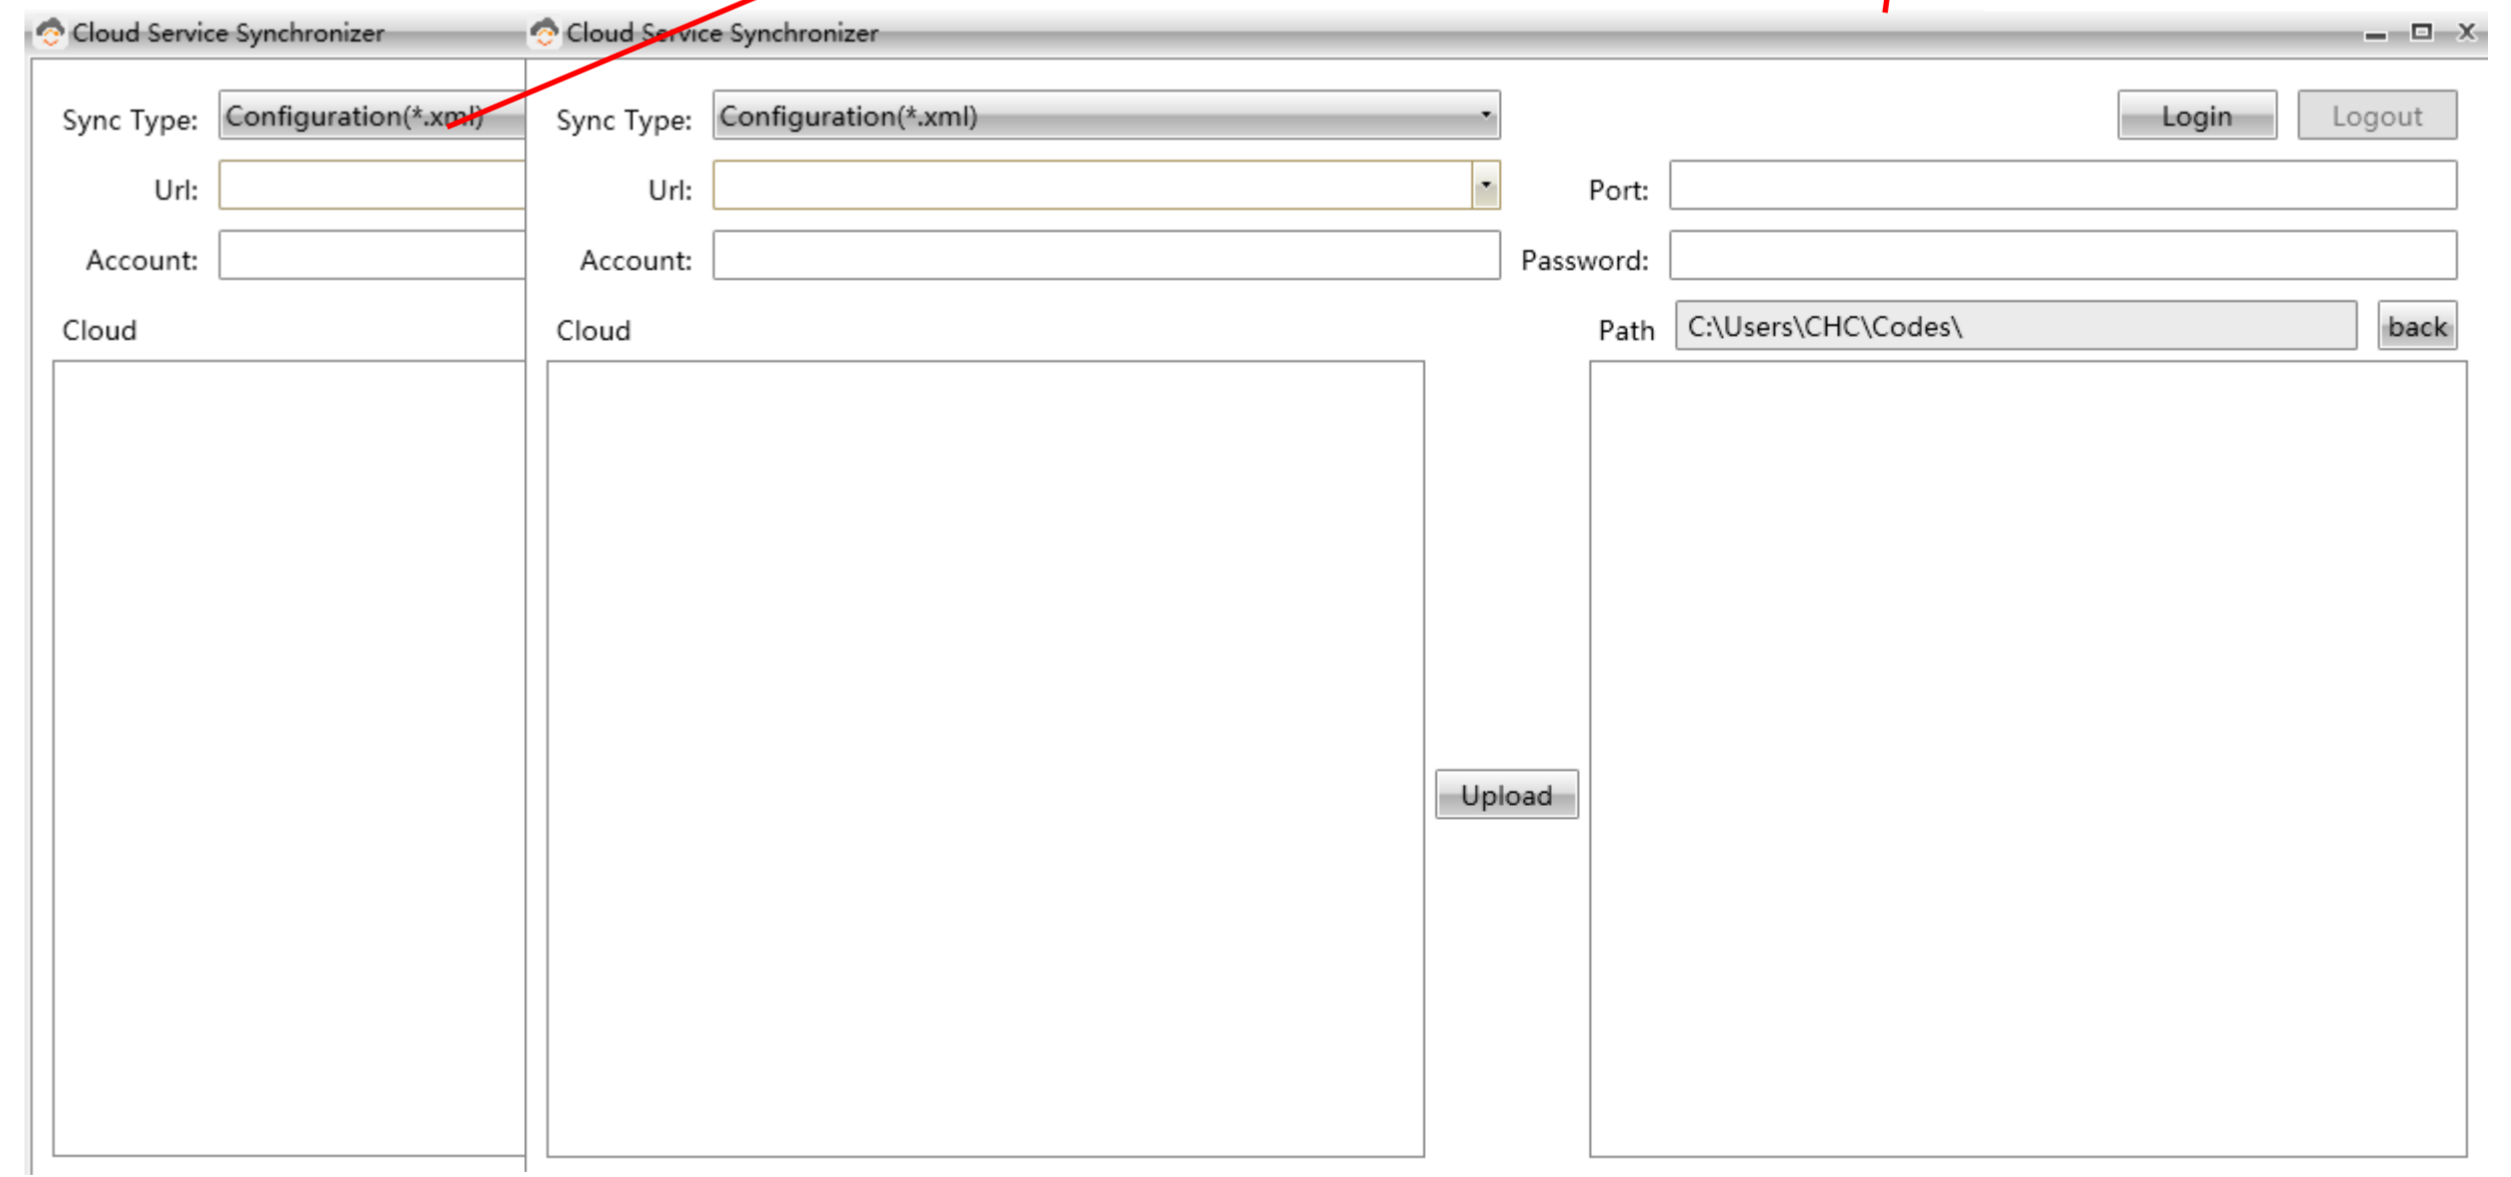 Cloud Service Synchronizer
Sync Type: Configuration(*.xml)
Url:
Account:
Cloud
Cloud Service Synchronizer
Sync Type: Configuration(*.xml) Login Logout
Url: Port:
Account: Password:
Cloud Path C:\Users\CHC\Codes\ back
Upload